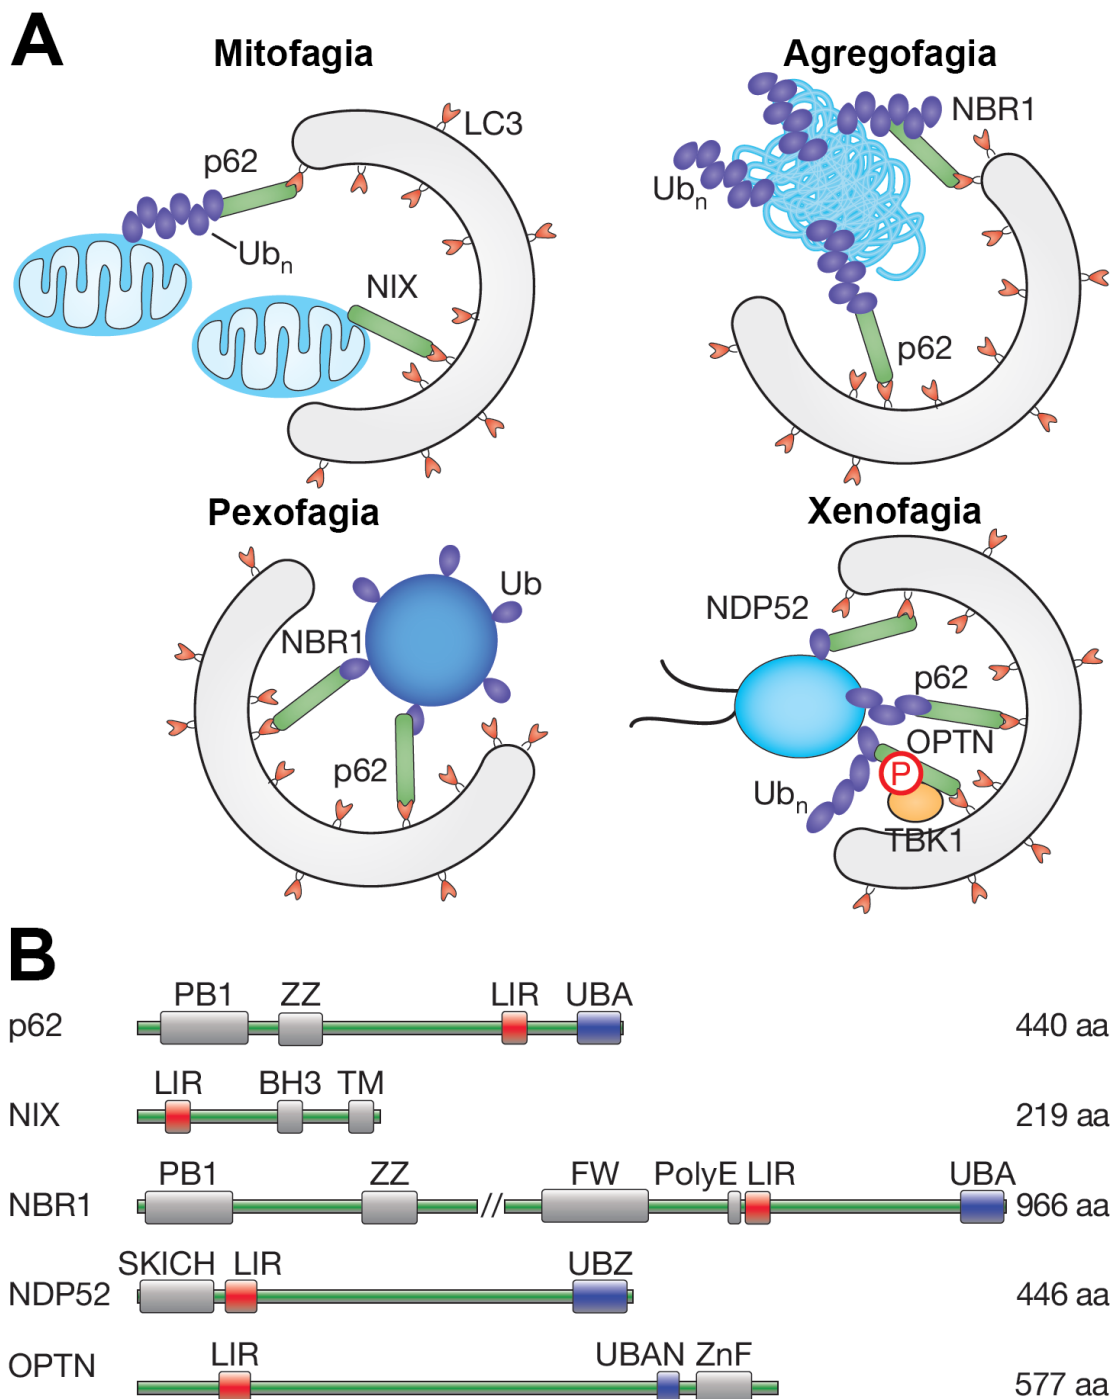 A
Mitofagia
LC3
p62
Ubn
NIX
Agregofagia
NBR1
Ubn
p62
Pexofagia
Ub
NBR1
p62
Xenofagia
NDP52
p62
OPTN
P
Ubn
TBK1
B
PB1 ZZ LIR UBA
p62 440 aa
LIR BH3 TM
NIX 219 aa
PB1 ZZ FW PolyE LIR UBA
NBR1 // 966 aa
SKICH LIR UBZ
NDP52 446 aa
LIR UBAN ZnF
OPTN 577 aa